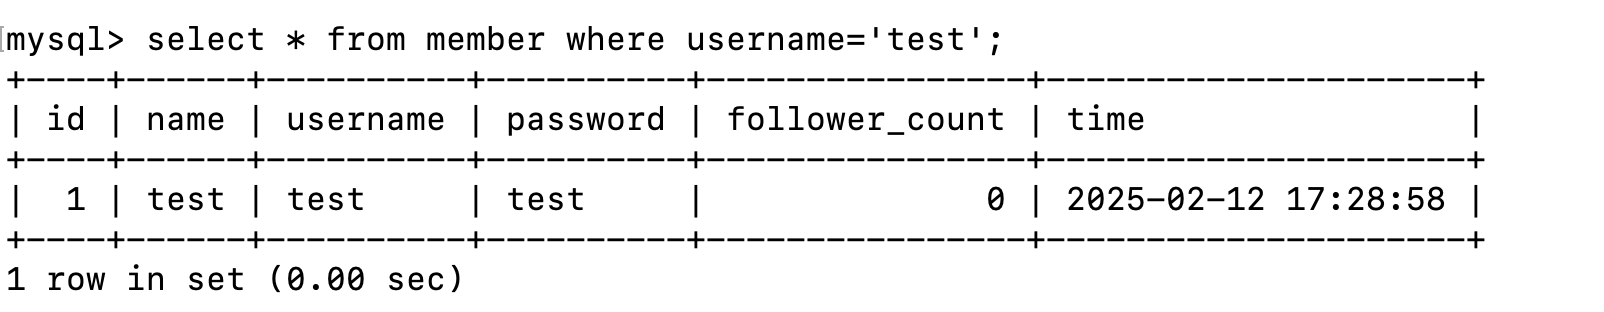 mysql> select * from member where username='test';
+----+------+----------+----------+----------------+---------------------+
| id | name | username | password | follower_count | time                |
+----+------+----------+----------+----------------+---------------------+
|  1 | test | test     | test     |              0 | 2025-02-12 17:28:58 |
+----+------+----------+----------+----------------+---------------------+
1 row in set (0.00 sec)